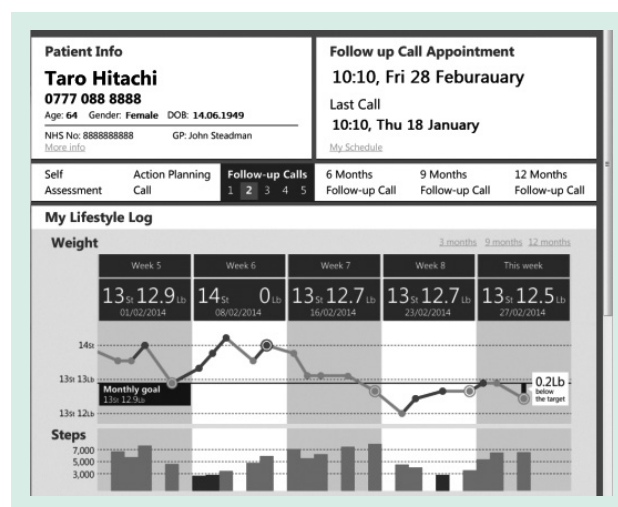 Patient Info
Taro Hitachi
0777 088 8888
Age: 64 Gender: Female DOB: 14.06.1949
NHS No: 8888888888 GP: John Steadman
More info
Follow up Call Appointment
10:10, Fri 28 Feburauary
Last Call
10:10, Thu 18 January
My Schedule
Self Assessment
Action Planning Call
Follow-up Calls
1 2 3 4 5
6 Months Follow-up Call
9 Months Follow-up Call
12 Months Follow-up Call
My Lifestyle Log
Weight
3 months 9 months 12 months
Week 5 Week 6 Week 7 Week 8 This week
13St 12.9Lb 14St 0Lb 13St 12.7Lb 13St 12.7Lb 13St 12.5Lb
01/02/2014 08/02/2014 16/02/2014 23/02/2014 27/02/2014
14St
13St 13Lb
Monthly goal
13St 12.9Lb
13St 12Lb
0.2Lb
below
the target
Steps
7,000
5,000
3,000